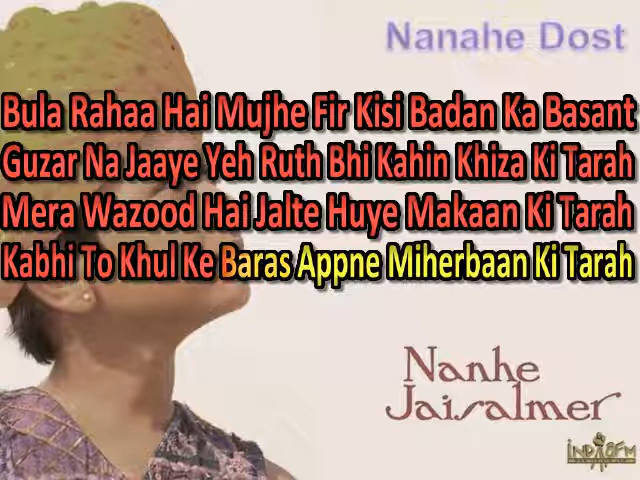 Nanahe Dost
Bula Rahaa Hai Mujhe Fir Kisi Badan Ka Basant
Guzar Na Jaaye Yeh Ruth Bhi Kahin Khiza Ki Tarah
Mera Wazood Hai Jalte Huye Makaan Ki Tarah
Kabhi To Khul Ke Baras Appne Miherbaan Ki Tarah
Nanhe
Jaisalmer
INDIAFM